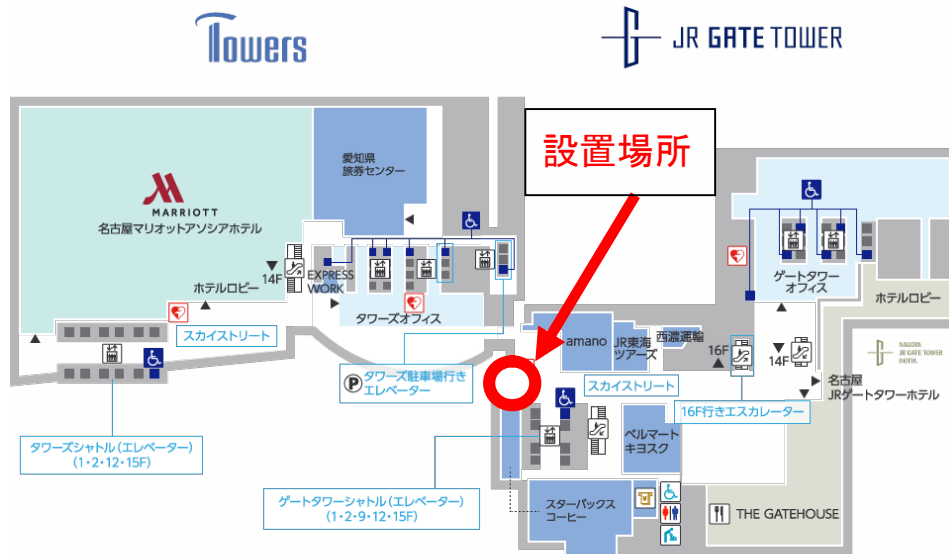 Towers
JR GATE TOWER
設置場所
愛知県
旅券センター
MARRIOTT
名古屋マリオットアソシアホテル
14F
ホテルロビー
EXPRESS
WORK
タワーズオフィス
スカイストリート
タワーズ駐車場行き
エレベーター
P
タワーズシャトル(エレベーター)
(1・2・12・15F)
ゲートタワーシャトル(エレベーター)
(1・2・9・12・15F)
amano
JR東海
ツアーズ
西濃運輸
16F
14F
スカイストリート
16F行きエスカレーター
ゲートタワー
オフィス
ホテルロビー
NAGOYA
JR GATE TOWER
HOTEL
名古屋
JRゲートタワーホテル
ベルマート
キヨスク
スターバックス
コーヒー
THE GATEHOUSE